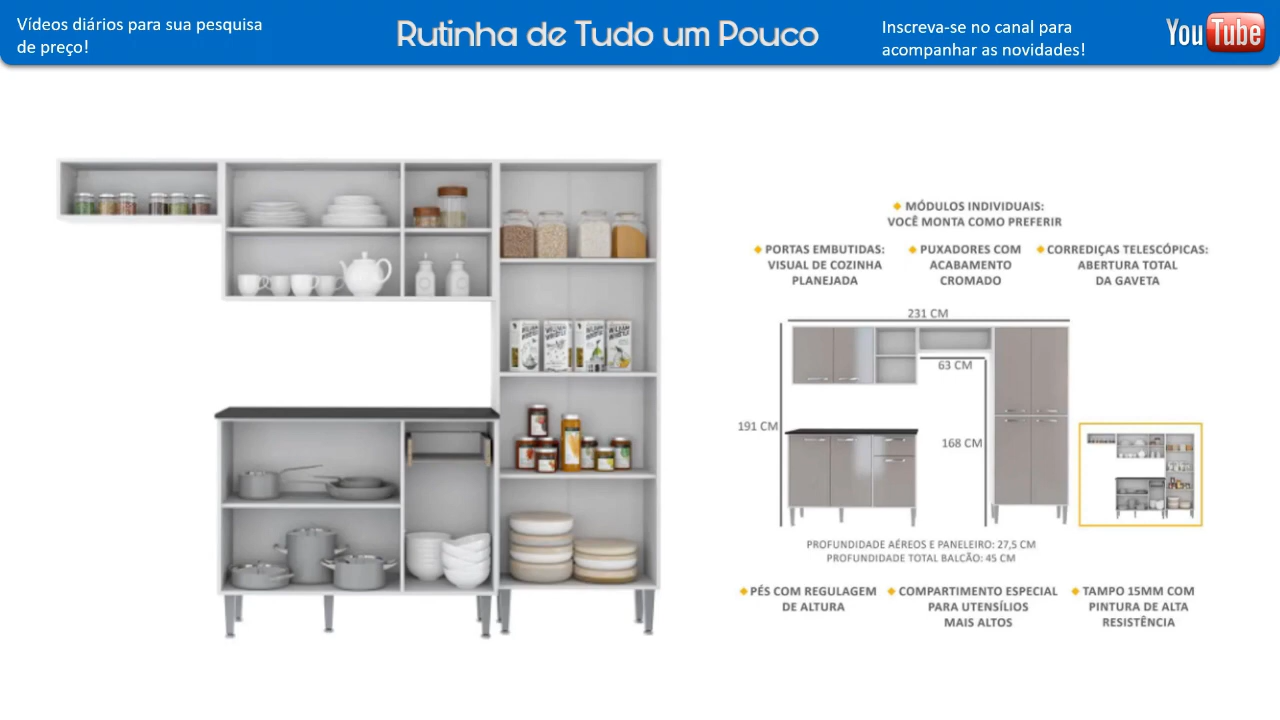 Vídeos diários para sua pesquisa
de preço!
Rutinha de Tudo um Pouco
Inscreva-se no canal para
acompanhar as novidades!
YouTube
MÓDULOS INDIVIDUAIS:
VOCÊ MONTA COMO PREFERIR
PORTAS EMBUTIDAS:
VISUAL DE COZINHA
PLANEJADA
PUXADORES COM
ACABAMENTO
CROMADO
CORREDIÇAS TELESCÓPICAS:
ABERTURA TOTAL
DA GAVETA
231 CM
63 CM
191 CM
168 CM
PROFUNDIDADE AÉREOS E PANELEIRO: 27,5 CM
PROFUNDIDADE TOTAL BALCÃO: 45 CM
PÉS COM REGULAGEM
DE ALTURA
COMPARTIMENTO ESPECIAL
PARA UTENSÍLIOS
MAIS ALTOS
TAMPO 15MM COM
PINTURA DE ALTA
RESISTÊNCIA